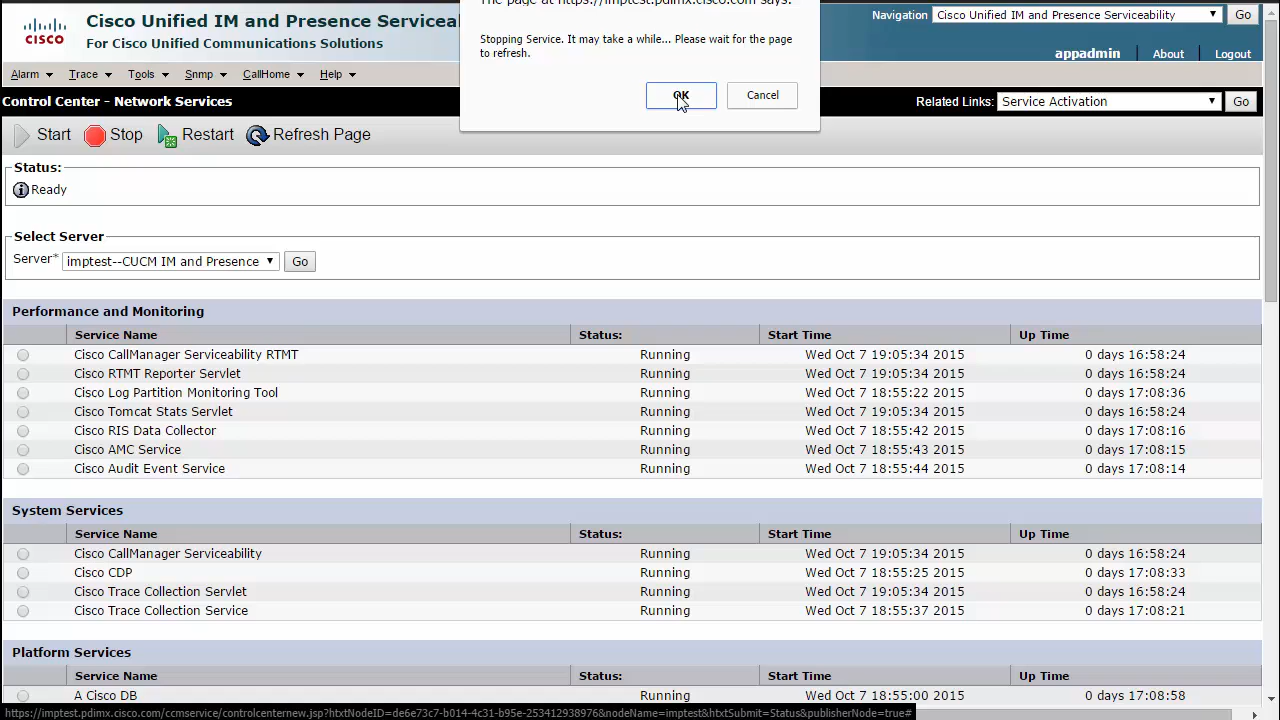 The page at https://imptest.pdimx.cisco.com says:
CISCO
Cisco Unified IM and Presence Serviceability
For Cisco Unified Communications Solutions
Stopping Service. It may take a while... Please wait for the page
to refresh.
OK
Cancel
Navigation
Cisco Unified IM and Presence Serviceability
Go
appadmin
About
Logout
Alarm
Trace
Tools
Snmp
CallHome
Help
Control Center - Network Services
Related Links:
Service Activation
Go
Start
Stop
Restart
Refresh Page
Status:
Ready
Select Server
Server*
imptest--CUCM IM and Presence
Go
Performance and Monitoring
Service Name Status: Start Time Up Time
Cisco CallManager Serviceability RTMT Running Wed Oct 7 19:05:34 2015 0 days 16:58:24
Cisco RTMT Reporter Servlet Running Wed Oct 7 19:05:34 2015 0 days 16:58:24
Cisco Log Partition Monitoring Tool Running Wed Oct 7 18:55:22 2015 0 days 17:08:36
Cisco Tomcat Stats Servlet Running Wed Oct 7 19:05:34 2015 0 days 16:58:24
Cisco RIS Data Collector Running Wed Oct 7 18:55:42 2015 0 days 17:08:16
Cisco AMC Service Running Wed Oct 7 18:55:43 2015 0 days 17:08:15
Cisco Audit Event Service Running Wed Oct 7 18:55:44 2015 0 days 17:08:14
System Services
Service Name Status: Start Time Up Time
Cisco CallManager Serviceability Running Wed Oct 7 19:05:34 2015 0 days 16:58:24
Cisco CDP Running Wed Oct 7 18:55:25 2015 0 days 17:08:33
Cisco Trace Collection Servlet Running Wed Oct 7 19:05:34 2015 0 days 16:58:24
Cisco Trace Collection Service Running Wed Oct 7 18:55:37 2015 0 days 17:08:21
Platform Services
Service Name Status: Start Time Up Time
A Cisco DB Running Wed Oct 7 18:55:00 2015 0 days 17:08:58
https://imptest.pdimx.cisco.com/ccmservice/controlcenternew.jsp?htxtNodeID=de6e73c7-b014-4c31-b95e-253412938976&nodeName=imptest&htxtSubmit=Status&publisherNode=true#